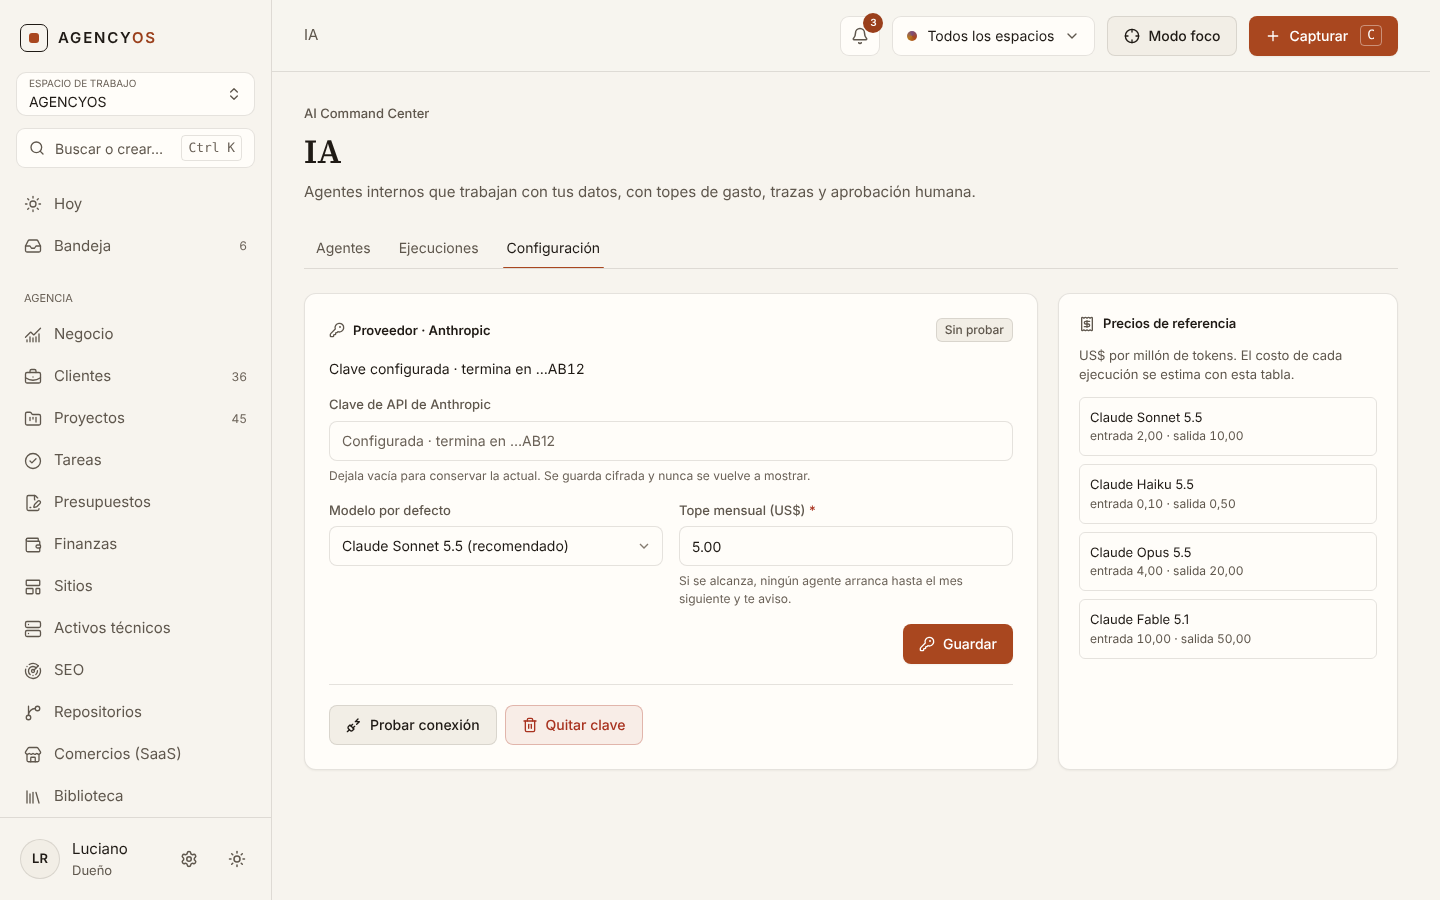 AGENCYOS
ESPACIO DE TRABAJO
AGENCYOS
Buscar o crear... Ctrl K
Hoy
Bandeja 6
AGENCIA
Negocio
Clientes 36
Proyectos 45
Tareas
Presupuestos
Finanzas
Sitios
Activos técnicos
SEO
Repositorios
Comercios (SaaS)
Biblioteca
LR
Luciano
Dueño
IA
3
Todos los espacios
Modo foco
Capturar C
AI Command Center
IA
Agentes internos que trabajan con tus datos, con topes de gasto, trazas y aprobación humana.
Agentes Ejecuciones Configuración
Proveedor · Anthropic
Sin probar
Clave configurada · termina en ...AB12
Clave de API de Anthropic
Configurada · termina en ...AB12
Dejala vacía para conservar la actual. Se guarda cifrada y nunca se vuelve a mostrar.
Modelo por defecto
Claude Sonnet 5.5 (recomendado)
Tope mensual (US$) *
5.00
Si se alcanza, ningún agente arranca hasta el mes
siguiente y te aviso.
Guardar
Probar conexión
Quitar clave
Precios de referencia
US$ por millón de tokens. El costo de cada
ejecución se estima con esta tabla.
Claude Sonnet 5.5
entrada 2,00 · salida 10,00
Claude Haiku 5.5
entrada 0,10 · salida 0,50
Claude Opus 5.5
entrada 4,00 · salida 20,00
Claude Fable 5.1
entrada 10,00 · salida 50,00